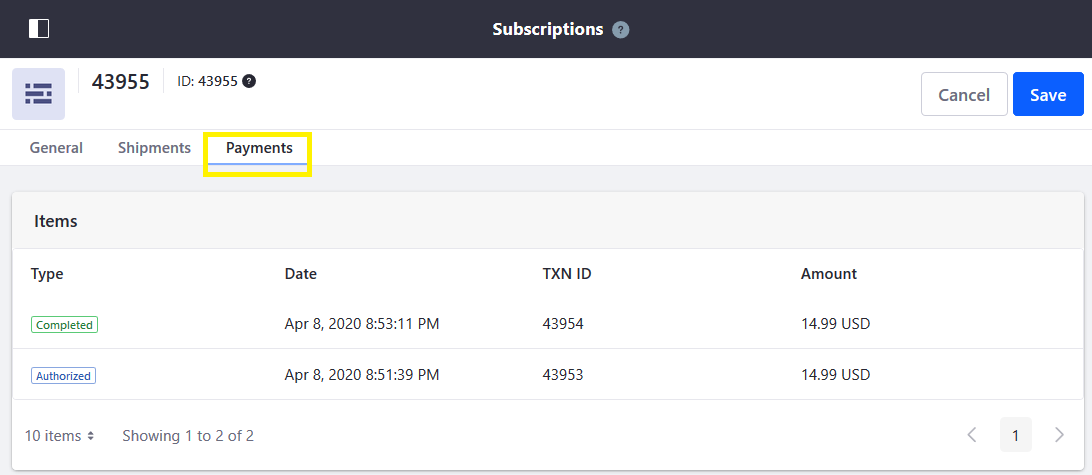 Subscriptions ?
43955 ID: 43955 ?
Cancel Save
General Shipments Payments
Items
Type Date TXN ID Amount
Completed Apr 8, 2020 8:53:11 PM 43954 14.99 USD
Authorized Apr 8, 2020 8:51:39 PM 43953 14.99 USD
10 items Showing 1 to 2 of 2 1